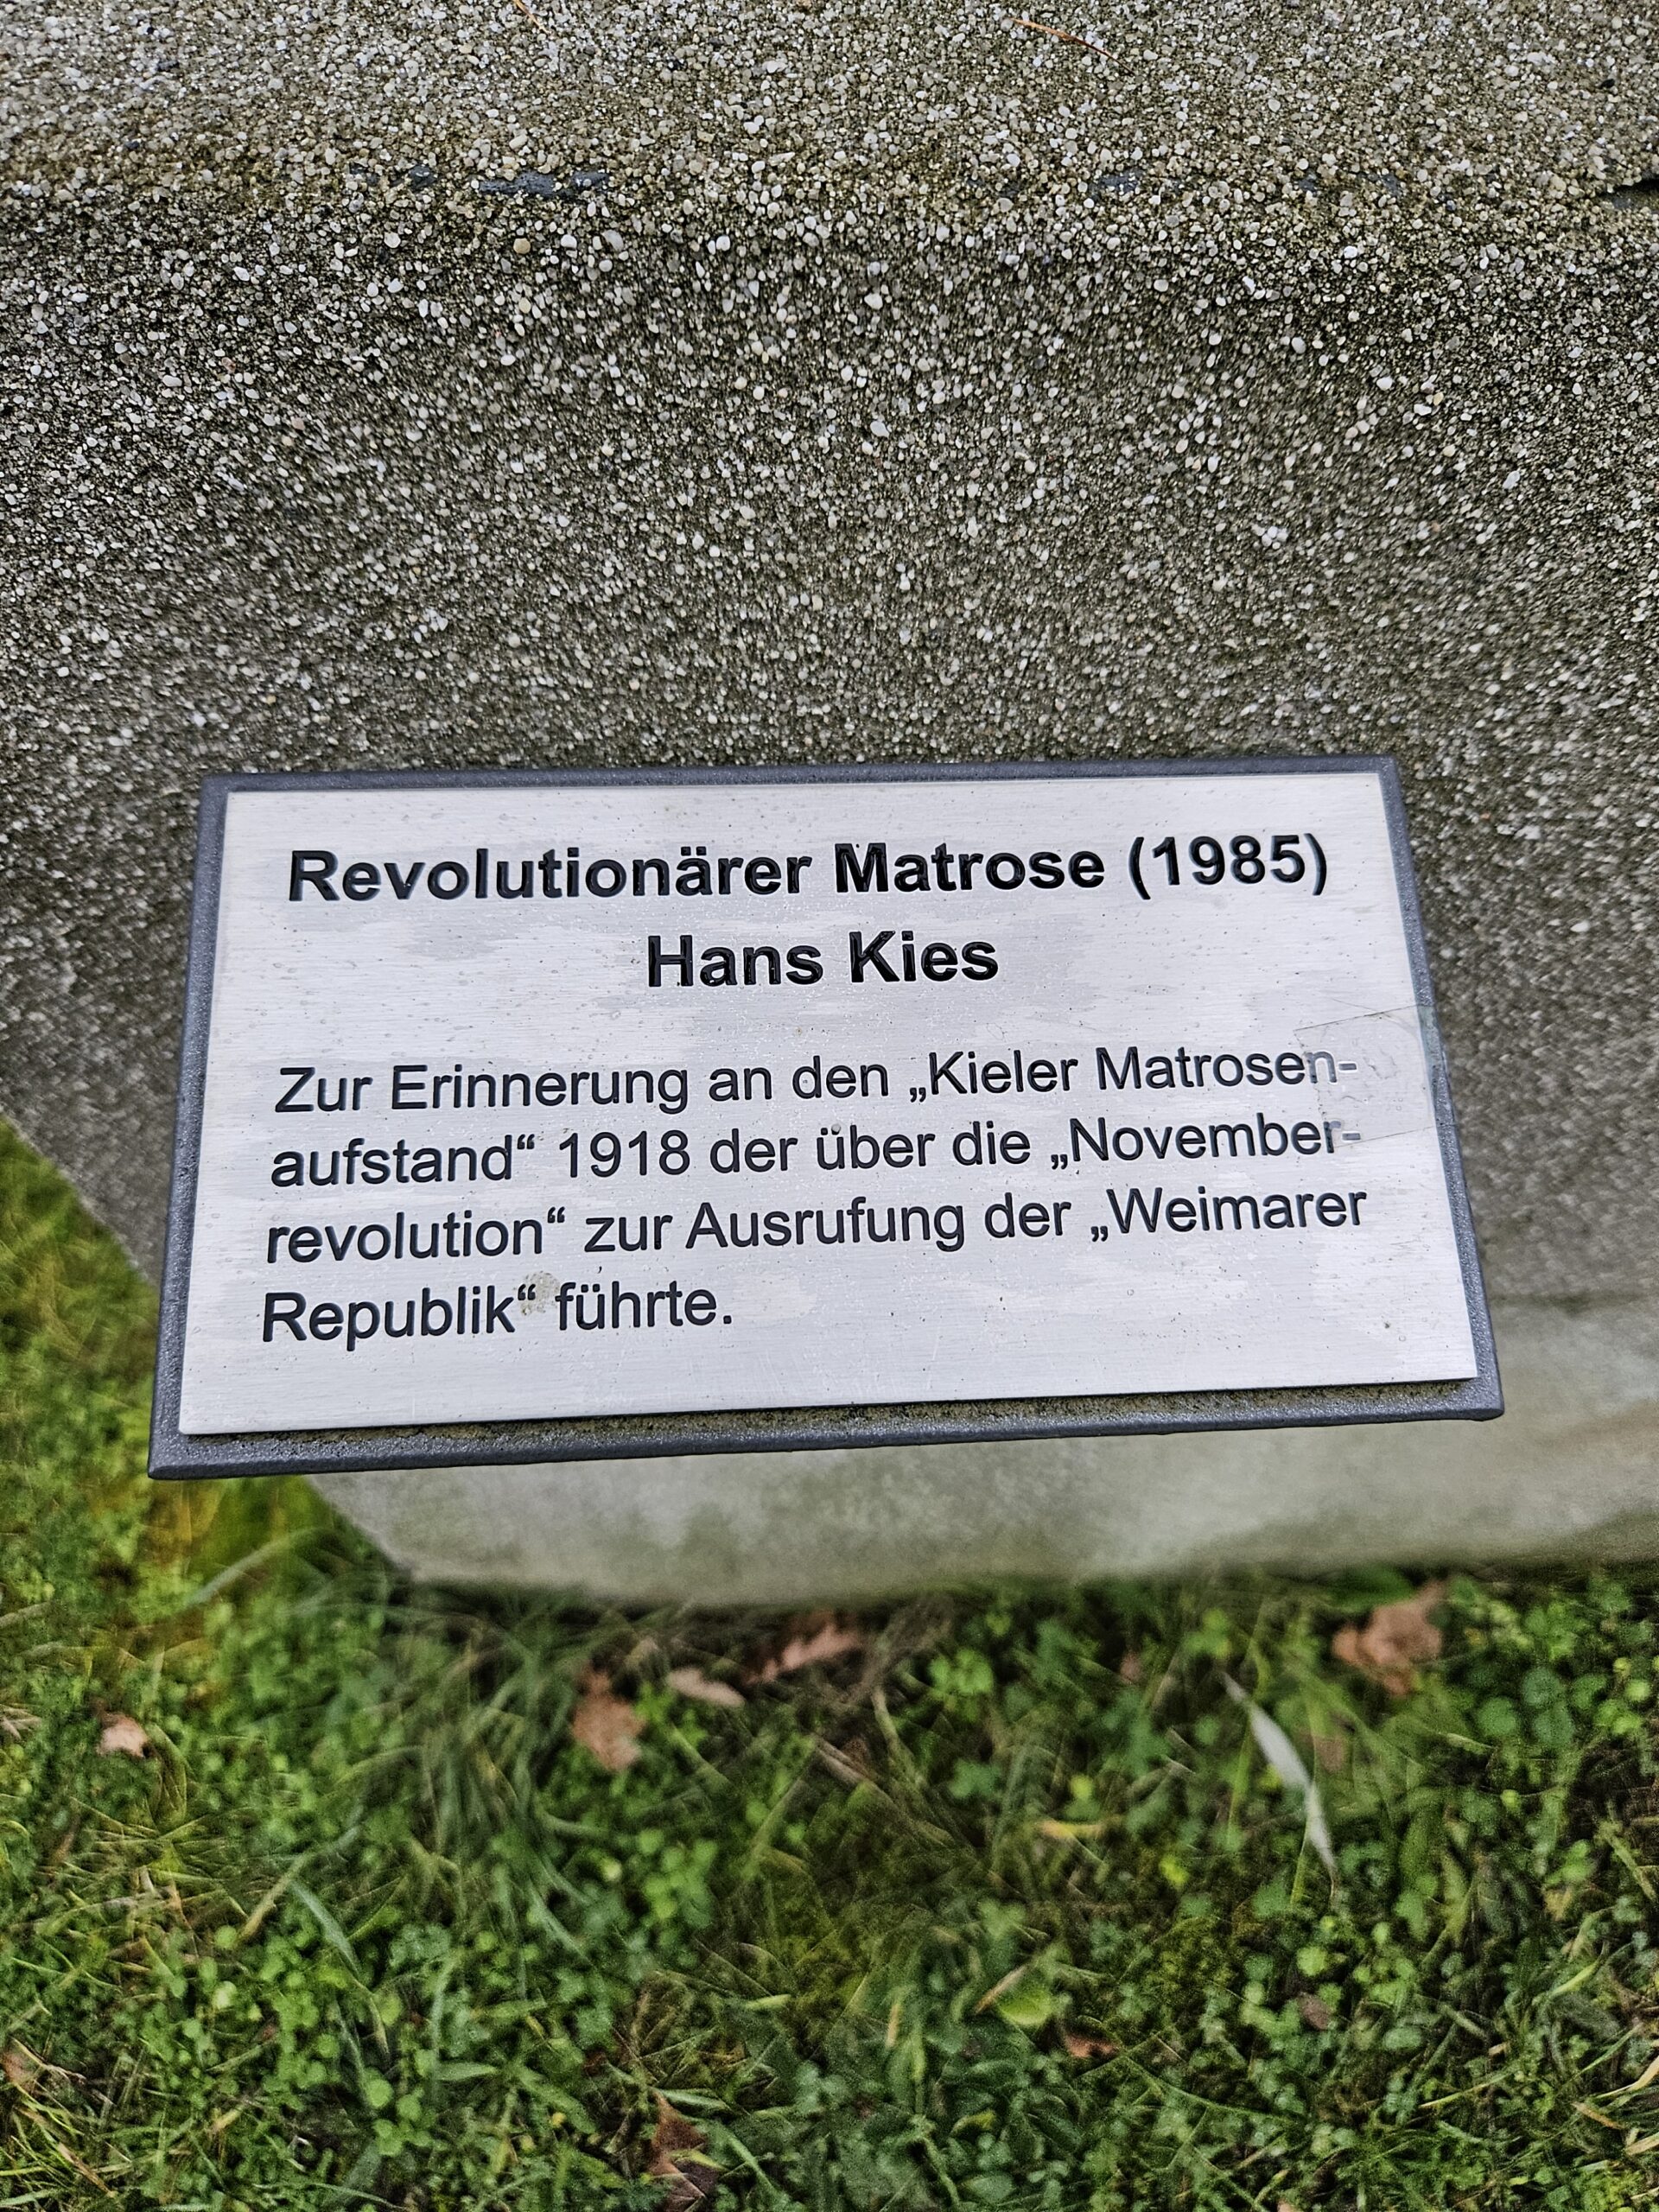 Revolutionärer Matrose (1985)
Hans Kies
Zur Erinnerung an den „Kieler Matrosen-
aufstand“ 1918 der über die „November-
revolution“ zur Ausrufung der „Weimarer
Republik“ führte.